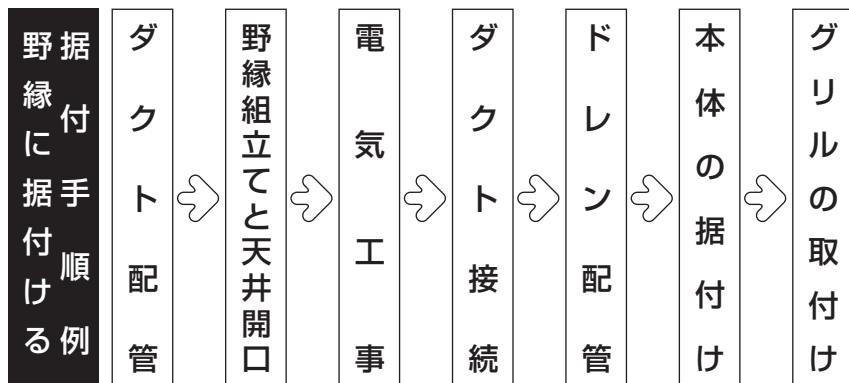 据付手順例
野縁に据付ける
ダクト配管
野縁組立てと天井開口
電気工事
ダクト接続
ドレン配管
本体の据付け
グリルの取付け